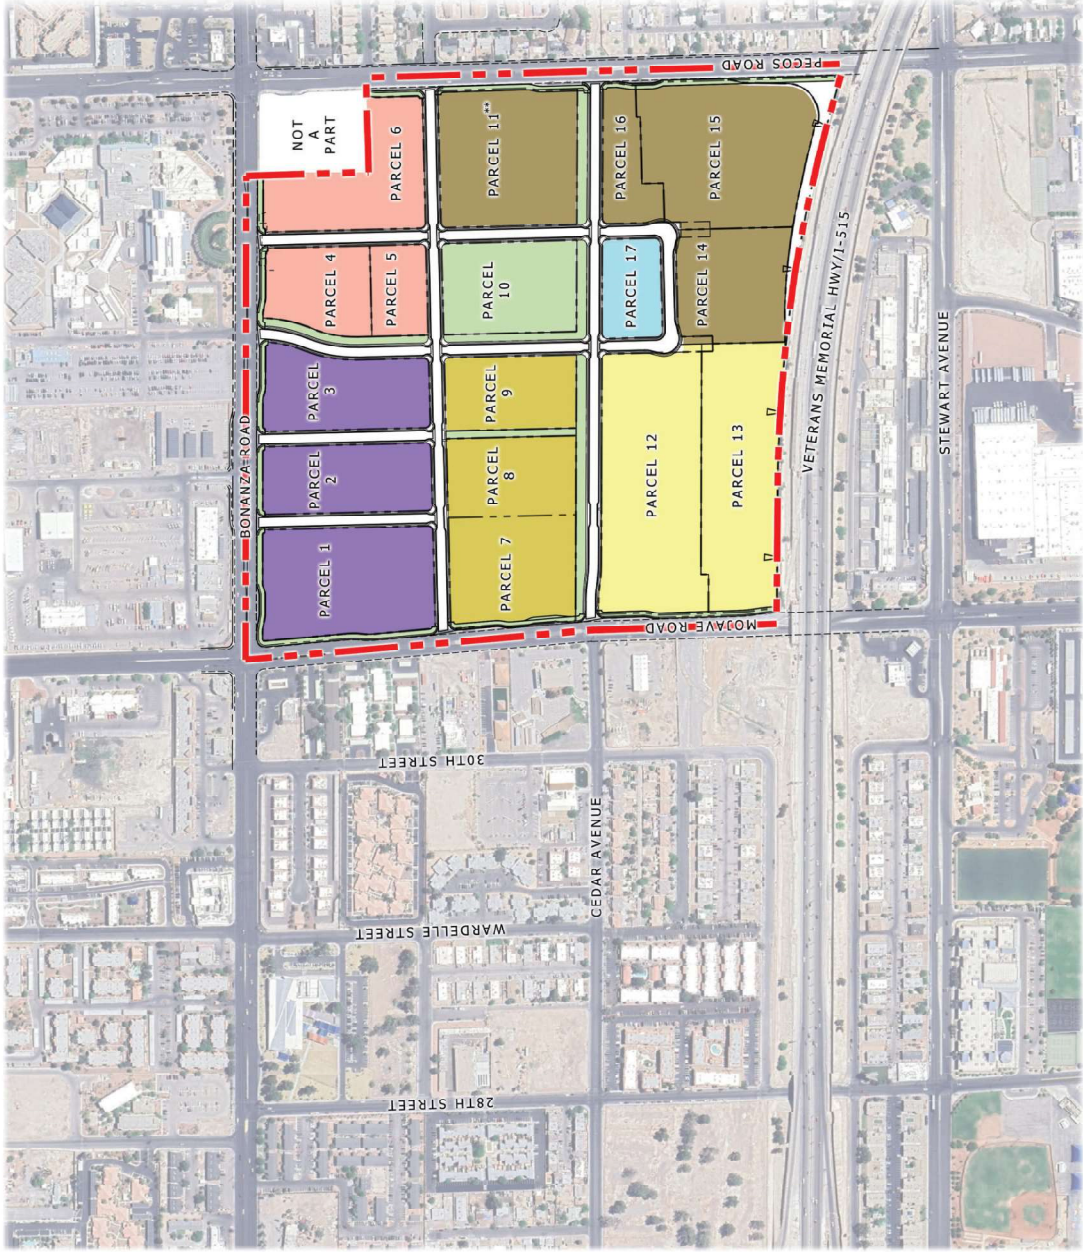 PECOS ROAD
NOT
A
PART
PARCEL 6
PARCEL 11**
PARCEL 16
PARCEL 15
PARCEL 4
PARCEL 5
PARCEL
10
PARCEL 17
PARCEL 14
VETERANS MEMORIAL HWY/I-515
STEWART AVENUE
BONANZA ROAD
PARCEL
3
PARCEL
2
PARCEL 1
PARCEL
9
PARCEL
8
PARCEL 7
PARCEL 12
PARCEL 13
MOJAVE ROAD
30TH STREET
CEDAR AVENUE
WARDELLE STREET
28TH STREET